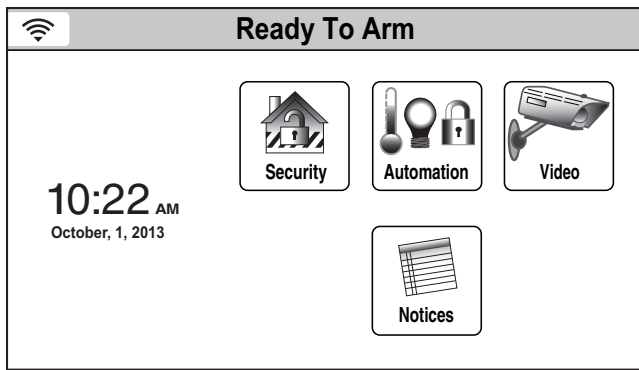 Ready To Arm
Security
Automation
Video
10:22 AM
October, 1, 2013
Notices